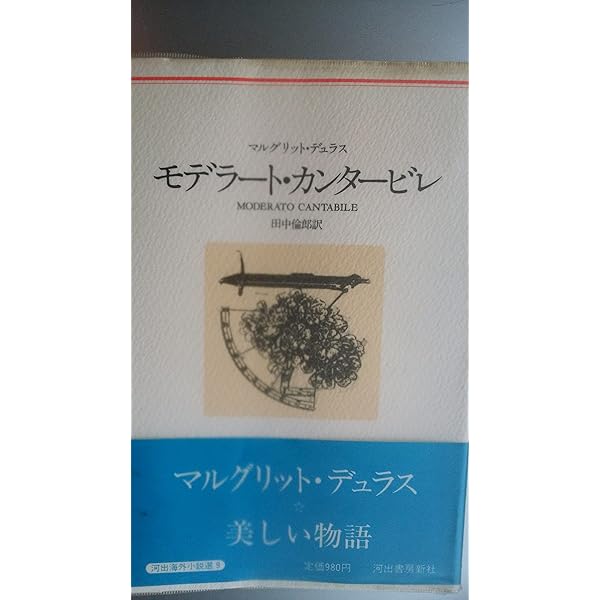 マルグリット・デュラス
モデラート・カンタービレ
MODERATO CANTABILE
田中倫郎訳
マルグリット・デュラス
☆
美しい物語
河出海外小説選 9 定価980円 河出書房新社